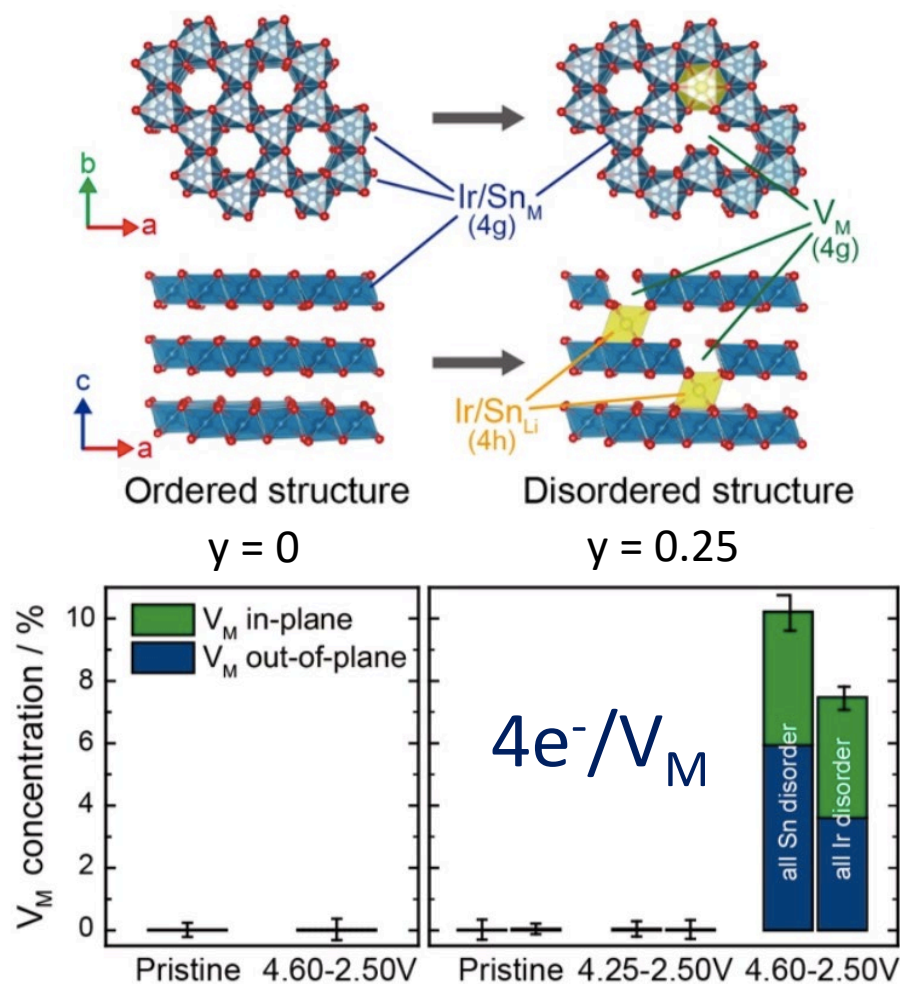 b
a
Ir/Sn_M
(4g)
V_M
(4g)
c
a
Ir/Sn_Li
(4h)
Ordered structure
Disordered structure
y = 0
y = 0.25
V_M concentration / %
10
8
6
4
2
0
V_M in-plane
V_M out-of-plane
4e⁻/V_M
all Sn disorder
all Ir disorder
Pristine
4.60-2.50V
Pristine
4.25-2.50V
4.60-2.50V